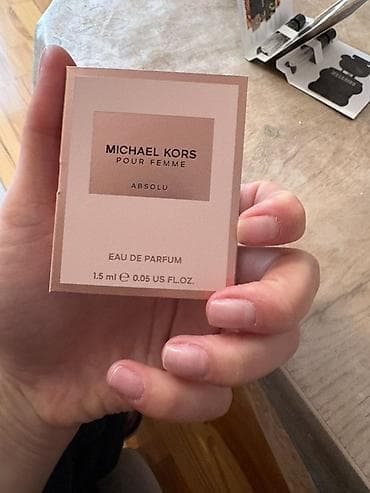 MICHAEL KORS
POUR FEMME
ABSOLU
EAU DE PARFUM
1.5 ml ℮ 0.05 US FL.OZ.